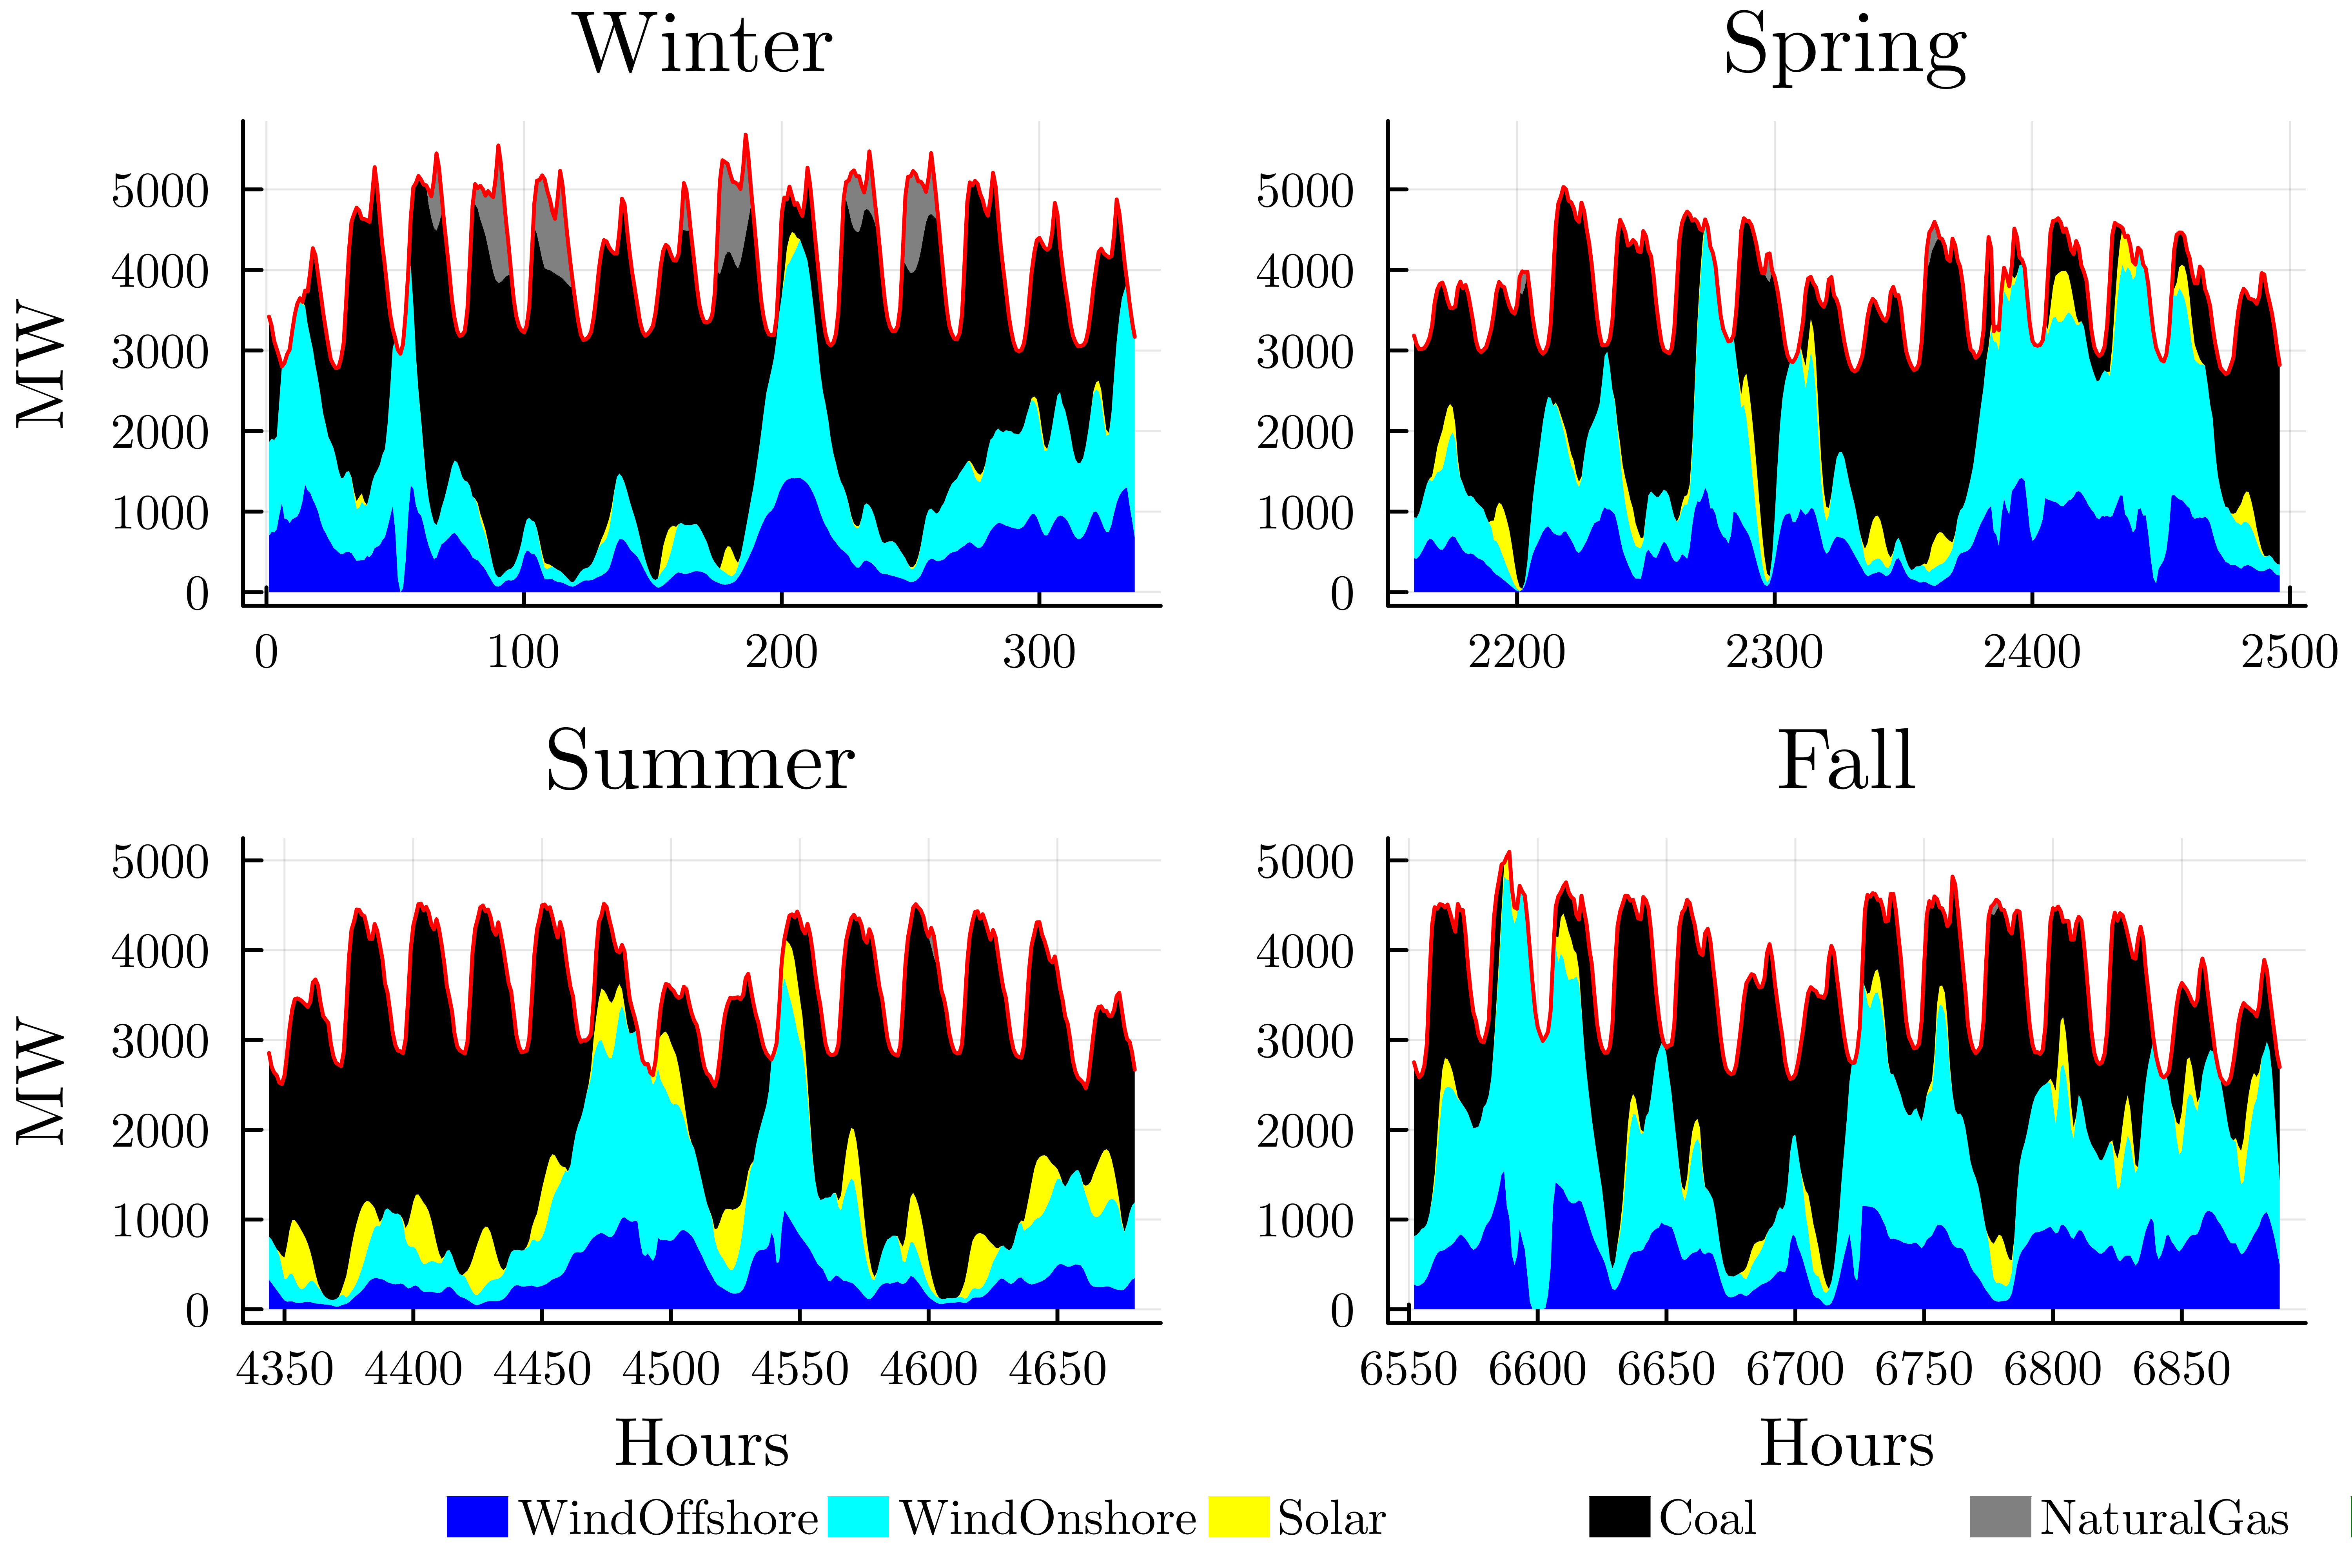 Winter Spring
5000 5000
4000 4000
MW 3000 3000
2000 2000
1000 1000
0 0
0 100 200 300 2200 2300 2400 2500
Summer Fall
5000 5000
4000 4000
MW 3000 3000
2000 2000
1000 1000
0 0
4350 4400 4450 4500 4550 4600 4650 6550 6600 6650 6700 6750 6800 6850
Hours Hours
WindOffshore WindOnshore Solar Coal NaturalGas